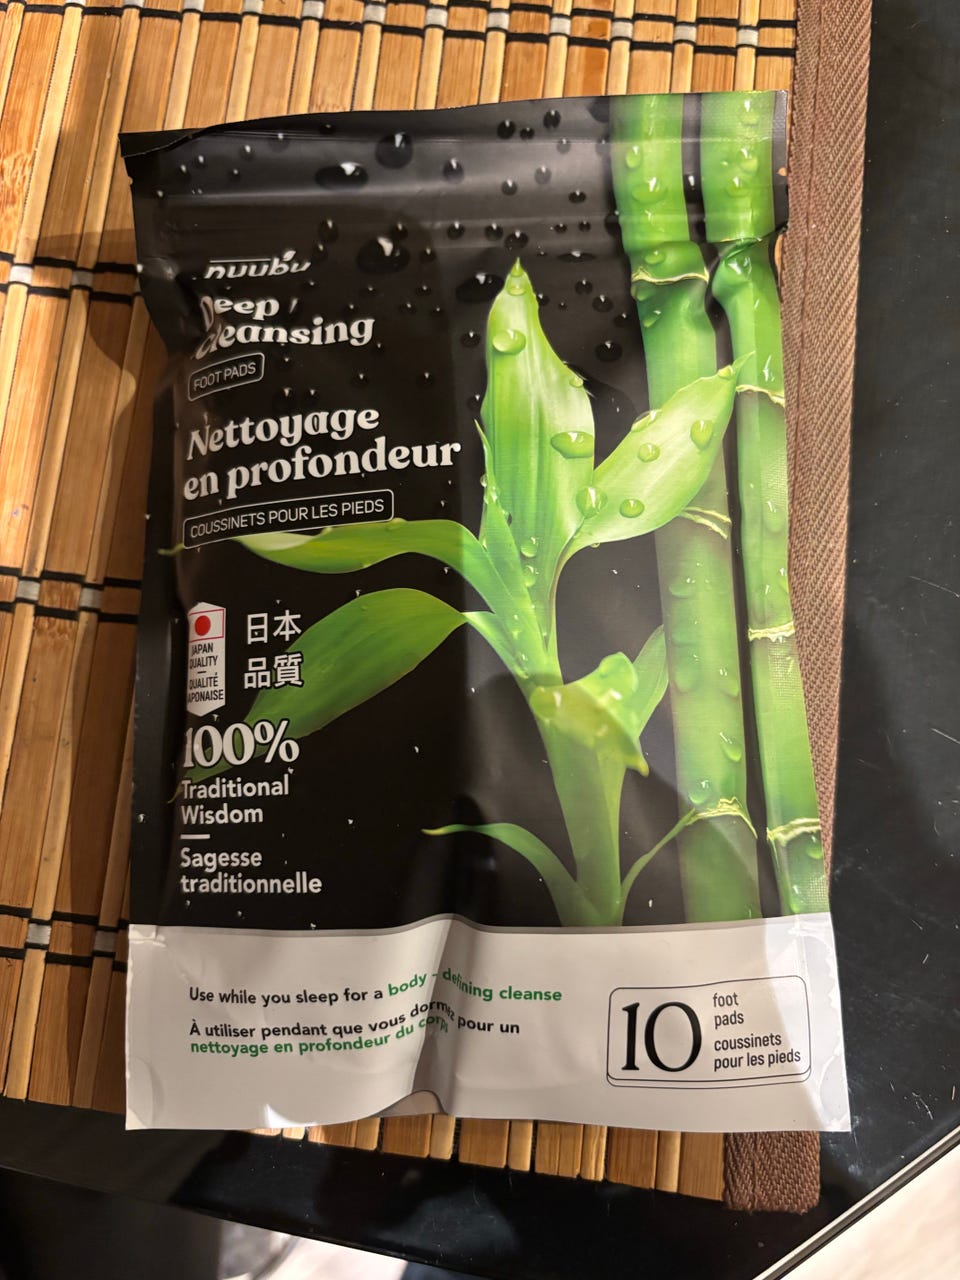 nuubu
Deep
cleansing
FOOT PADS
Nettoyage
en profondeur
COUSSINETS POUR LES PIEDS
JAPAN
QUALITY
QUALITÉ
JAPONAISE
日本
品質
100%
Traditional
Wisdom
Sagesse
traditionnelle
Use while you sleep for a body - defining cleanse
À utiliser pendant que vous dormez pour un
nettoyage en profondeur du corps
10
foot
pads
coussinets
pour les pieds